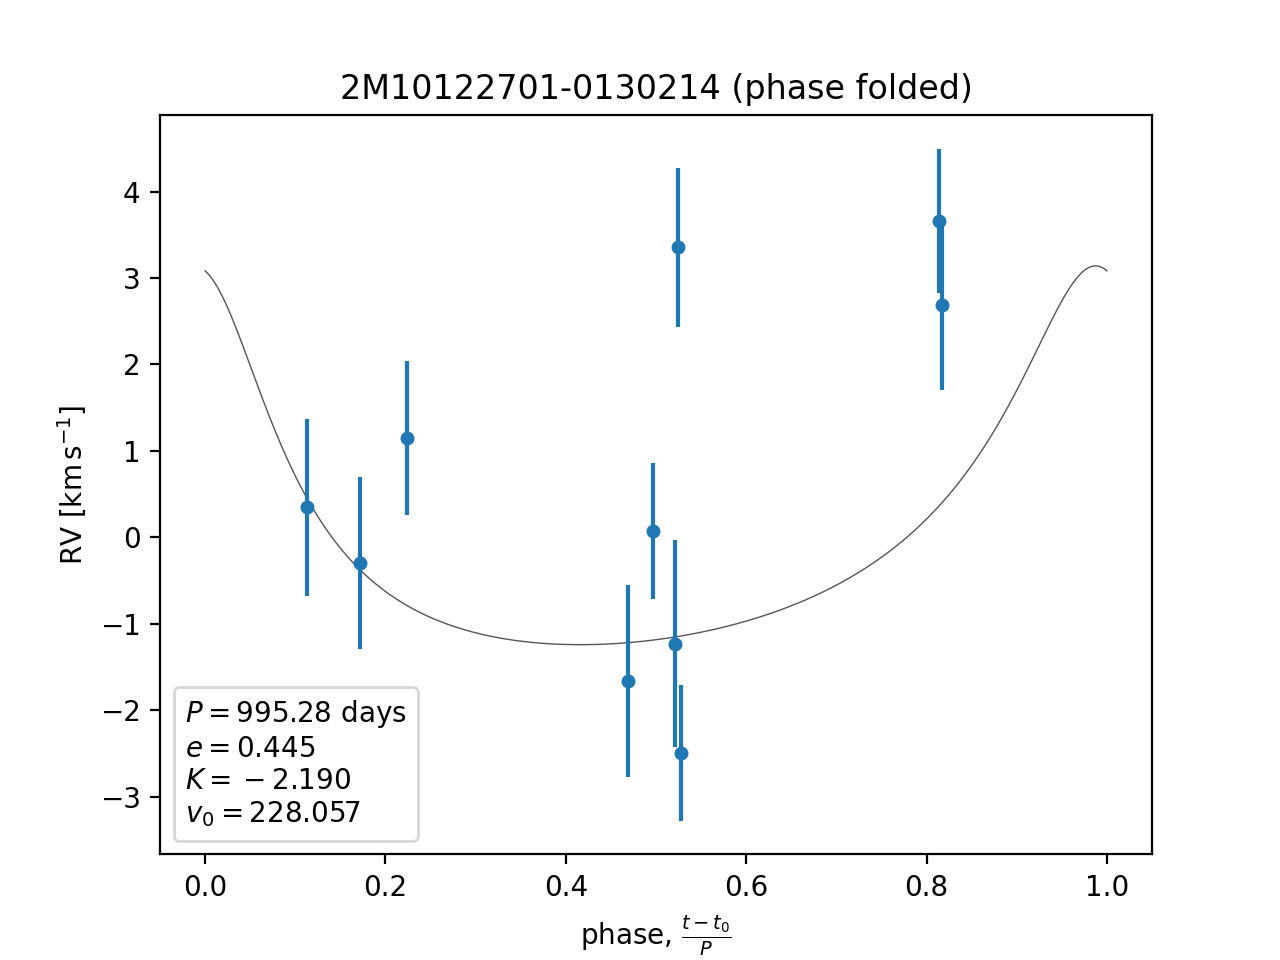 2M10122701-0130214 (phase folded)
RV [km s⁻¹]
4
3
2
1
0
−1
−2
−3
P = 995.28 days
e = 0.445
K = −2.190
v₀ = 228.057
0.0 0.2 0.4 0.6 0.8 1.0
phase, (t − t₀)/P